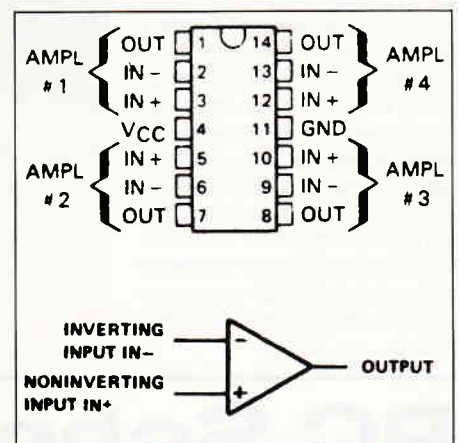 OUT 1 14 OUT
AMPL #1 IN - 2 13 IN - AMPL #4
IN + 3 12 IN +
VCC 4 11 GND
IN + 5 10 IN +
AMPL #2 IN - 6 9 IN - AMPL #3
OUT 7 8 OUT
INVERTING
INPUT IN- -
OUTPUT
NONINVERTING
INPUT IN+ +